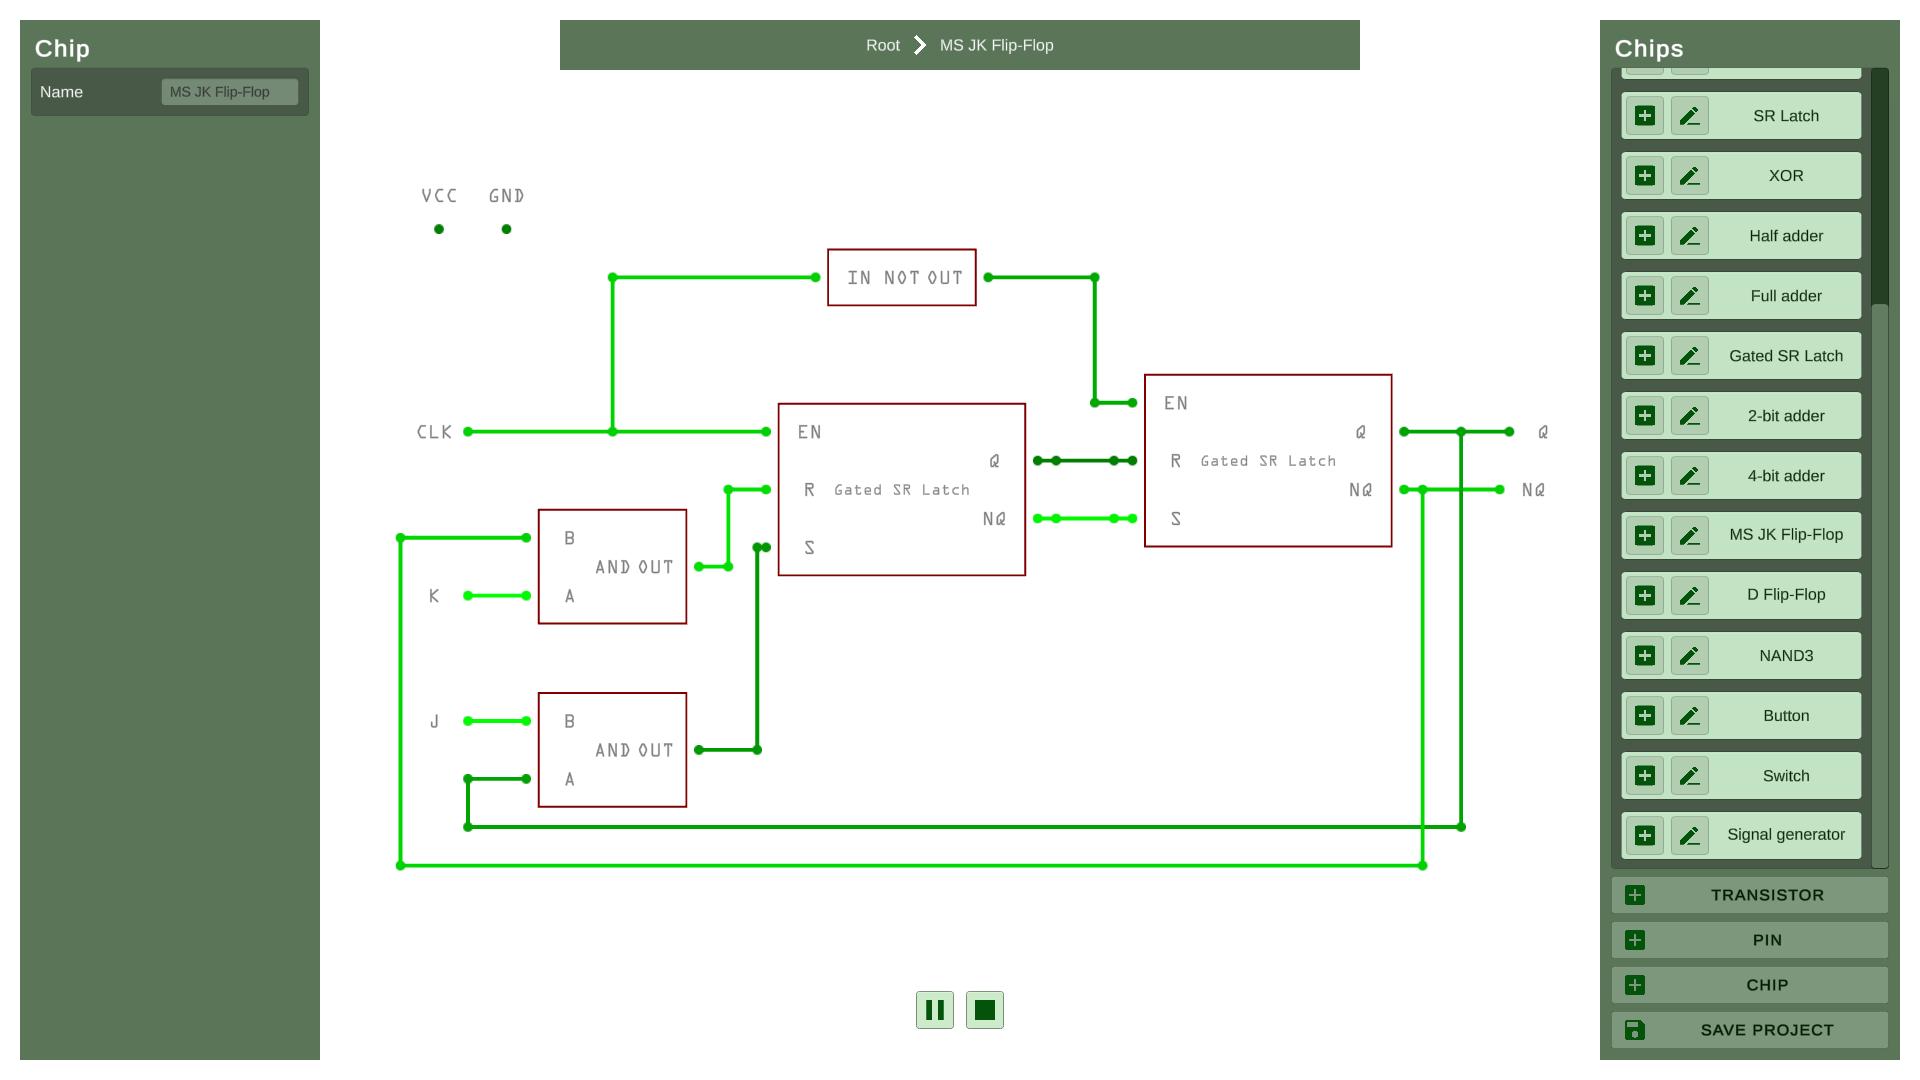 Chip
Name
MS JK Flip-Flop
Root
MS JK Flip-Flop
VCC GND
IN NOT OUT
CLK
EN
Q
R Gated SR Latch
NQ
S
EN
Q
R Gated SR Latch
NQ
S
Q
NQ
B
AND OUT
A
K
J
B
AND OUT
A
Chips
SR Latch
XOR
Half adder
Full adder
Gated SR Latch
2-bit adder
4-bit adder
MS JK Flip-Flop
D Flip-Flop
NAND3
Button
Switch
Signal generator
TRANSISTOR
PIN
CHIP
SAVE PROJECT